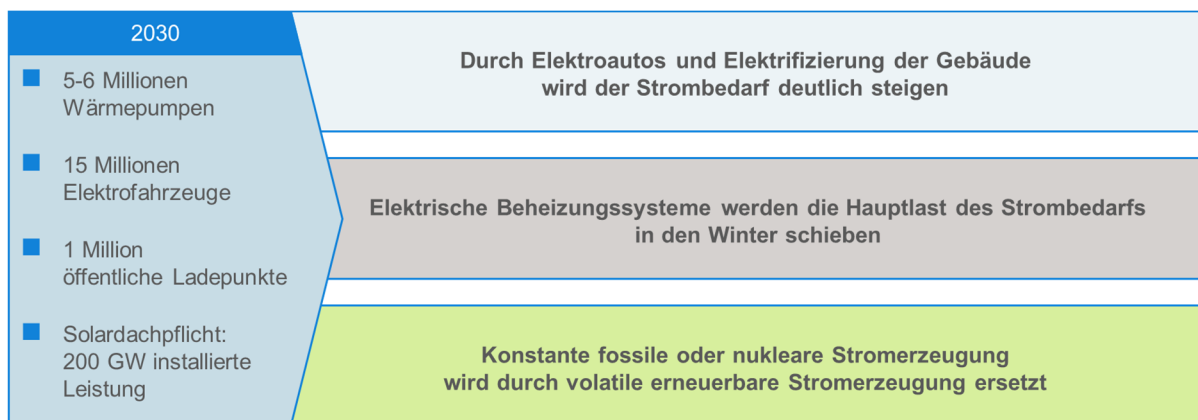 2030
5-6 Millionen
Wärmepumpen
15 Millionen
Elektrofahrzeuge
1 Million
öffentliche Ladepunkte
Solardachpflicht:
200 GW installierte
Leistung
Durch Elektroautos und Elektrifizierung der Gebäude
wird der Strombedarf deutlich steigen
Elektrische Beheizungssysteme werden die Hauptlast des Strombedarfs
in den Winter schieben
Konstante fossile oder nukleare Stromerzeugung
wird durch volatile erneuerbare Stromerzeugung ersetzt